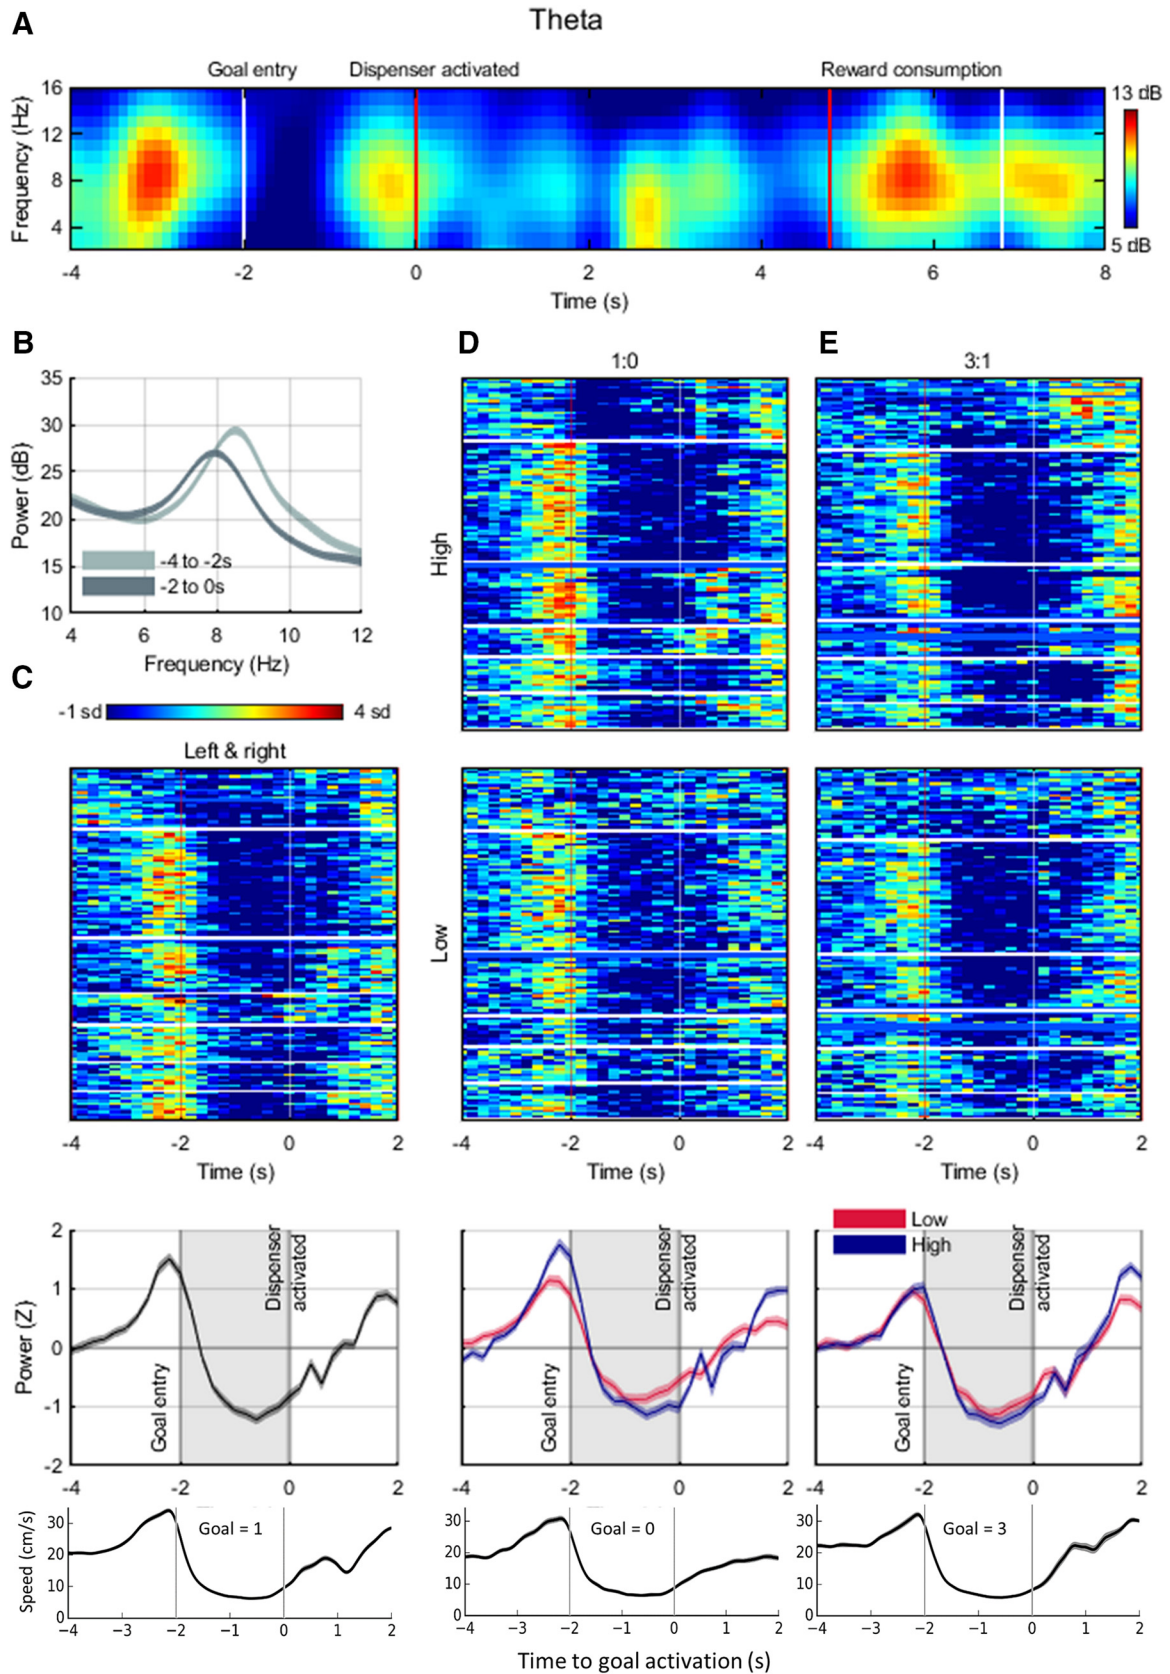 A
Theta
Goal entry
Dispenser activated
Reward consumption
Frequency (Hz)
16
12
8
4
13 dB
5 dB
-4
-2
0
2
4
6
8
Time (s)
B
Power (dB)
35
30
25
20
15
10
-4 to -2s
-2 to 0s
4
6
8
10
12
Frequency (Hz)
D
1:0
E
3:1
High
C
-1 sd
4 sd
Left & right
Low
-4
-2
0
2
-4
-2
0
2
-4
-2
0
2
Time (s)
Time (s)
Time (s)
Power (Z)
2
1
0
-1
-2
Goal entry
Dispenser
activated
Goal entry
Dispenser
activated
Low
High
Goal entry
Dispenser
activated
-4
-2
0
2
-4
-2
0
2
-4
-2
0
2
Speed (cm/s)
30
20
10
0
Goal = 1
30
20
10
0
Goal = 0
30
20
10
0
Goal = 3
−4
−3
−2
−1
0
1
2
−4
−3
−2
−1
0
1
2
−4
−3
−2
−1
0
1
2
Time to goal activation (s)